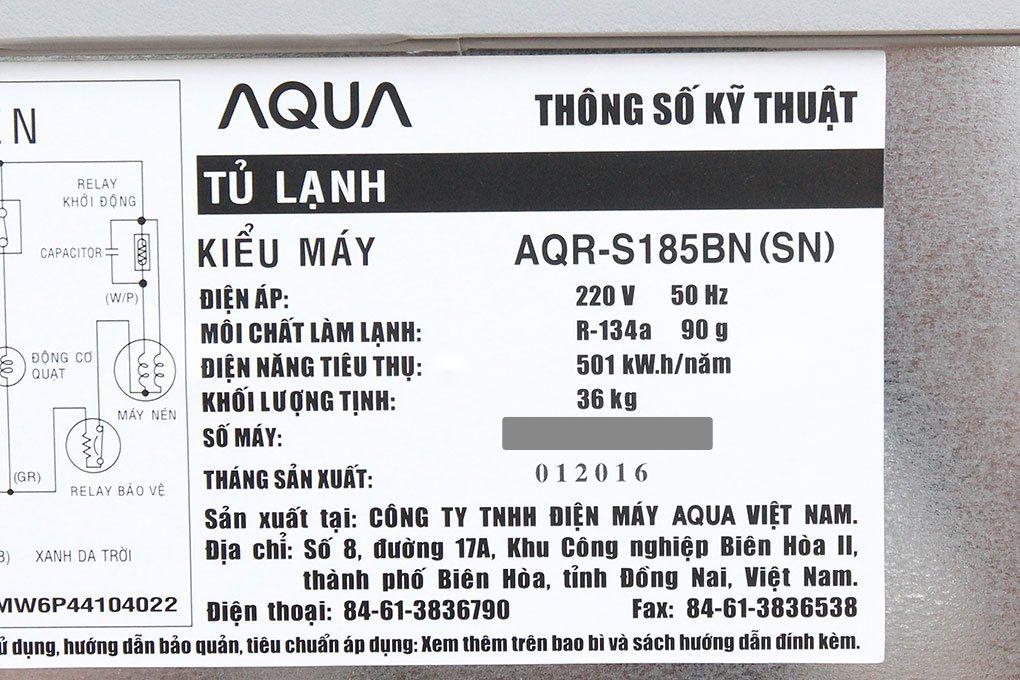 AQUA
THÔNG SỐ KỸ THUẬT
TỦ LẠNH
KIỂU MÁY AQR-S185BN(SN)
ĐIỆN ÁP: 220 V 50 Hz
MÔI CHẤT LÀM LẠNH: R-134a 90 g
ĐIỆN NĂNG TIÊU THỤ: 501 kW.h/năm
KHỐI LƯỢNG TỊNH: 36 kg
SỐ MÁY:
THÁNG SẢN XUẤT: 012016
Sản xuất tại: CÔNG TY TNHH ĐIỆN MÁY AQUA VIỆT NAM.
Địa chỉ: Số 8, đường 17A, Khu Công nghiệp Biên Hòa II,
thành phố Biên Hòa, tỉnh Đồng Nai, Việt Nam.
Điện thoại: 84-61-3836790 Fax: 84-61-3836538
dụng, hướng dẫn bảo quản, tiêu chuẩn áp dụng: Xem thêm trên bao bì và sách hướng dẫn đính kèm.
RELAY
KHỞI ĐỘNG
CAPACITOR
(W/P)
ĐỘNG CƠ
QUẠT
MÁY NÉN
(GR)
RELAY BẢO VỆ
XANH DA TRỜI
MW6P44104022